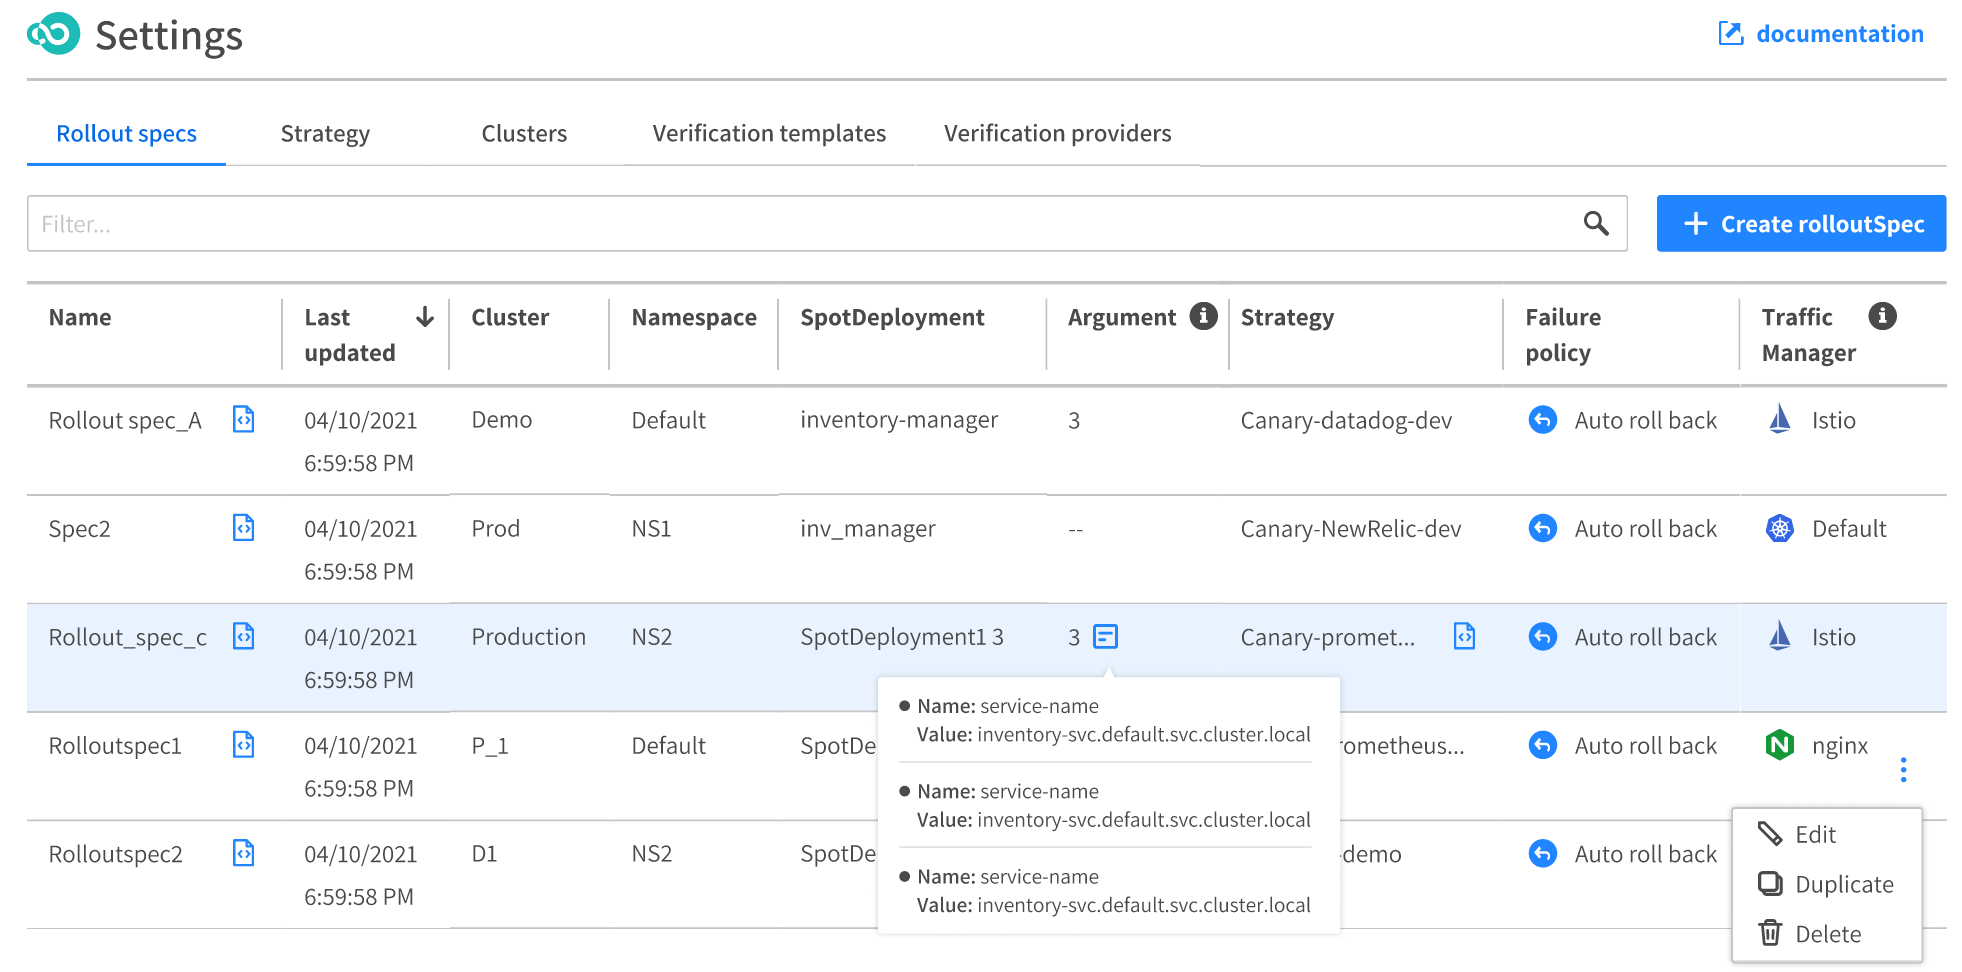 Settings
documentation
Rollout specs Strategy Clusters Verification templates Verification providers
Filter...
Create rolloutSpec
Name Last updated Cluster Namespace SpotDeployment Argument Strategy Failure policy Traffic Manager
Rollout spec_A 04/10/2021 Demo Default inventory-manager 3 Canary-datadog-dev Auto roll back Istio
6:59:58 PM
Spec2 04/10/2021 Prod NS1 inv_manager -- Canary-NewRelic-dev Auto roll back Default
6:59:58 PM
Rollout_spec_c 04/10/2021 Production NS2 SpotDeployment1 3 3 Canary-promet... Auto roll back Istio
6:59:58 PM
Rolloutspec1 04/10/2021 P_1 Default SpotDe rometheus... Auto roll back nginx
6:59:58 PM
Rolloutspec2 04/10/2021 D1 NS2 SpotDe -demo Auto roll back
6:59:58 PM
Name: service-name
Value: inventory-svc.default.svc.cluster.local
Name: service-name
Value: inventory-svc.default.svc.cluster.local
Name: service-name
Value: inventory-svc.default.svc.cluster.local
Edit
Duplicate
Delete